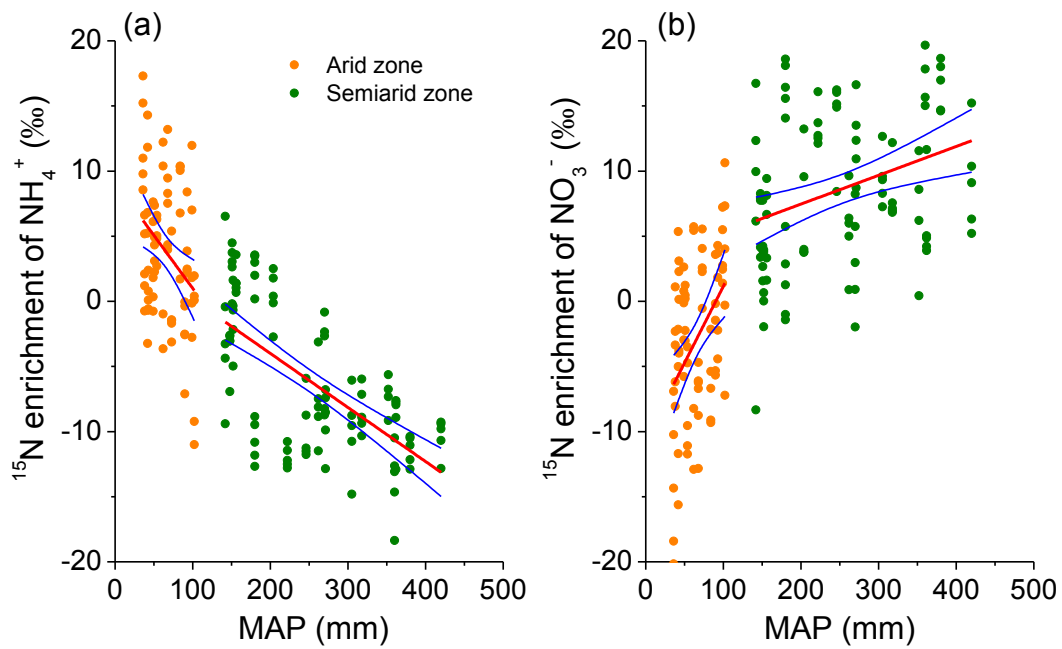 (a)
(b)
Arid zone
Semiarid zone
¹⁵N enrichment of NH₄⁺ (‰)
20
10
0
-10
-20
0 100 200 300 400 500
MAP (mm)
¹⁵N enrichment of NO₃⁻ (‰)
20
10
0
-10
-20
0 100 200 300 400 500
MAP (mm)